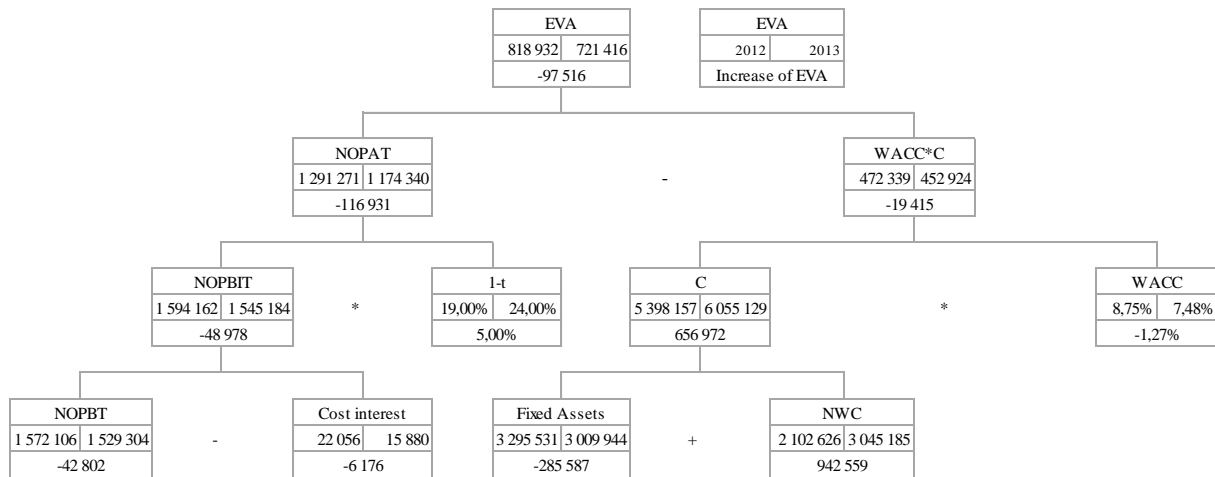 EVA EVA
818 932 721 416 2012 2013
-97 516 Increase of EVA
NOPAT WACC*C
1 291 271 1 174 340 - 472 339 452 924
-116 931 -19 415
NOPBIT 1-t C WACC
1 594 162 1 545 184 * 19,00% 24,00% 5 398 157 6 055 129 * 8,75% 7,48%
-48 978 5,00% 656 972 -1,27%
NOPBT Cost interest Fixed Assets NWC
1 572 106 1 529 304 - 22 056 15 880 3 295 531 3 009 944 + 2 102 626 3 045 185
-42 802 -6 176 -285 587 942 559